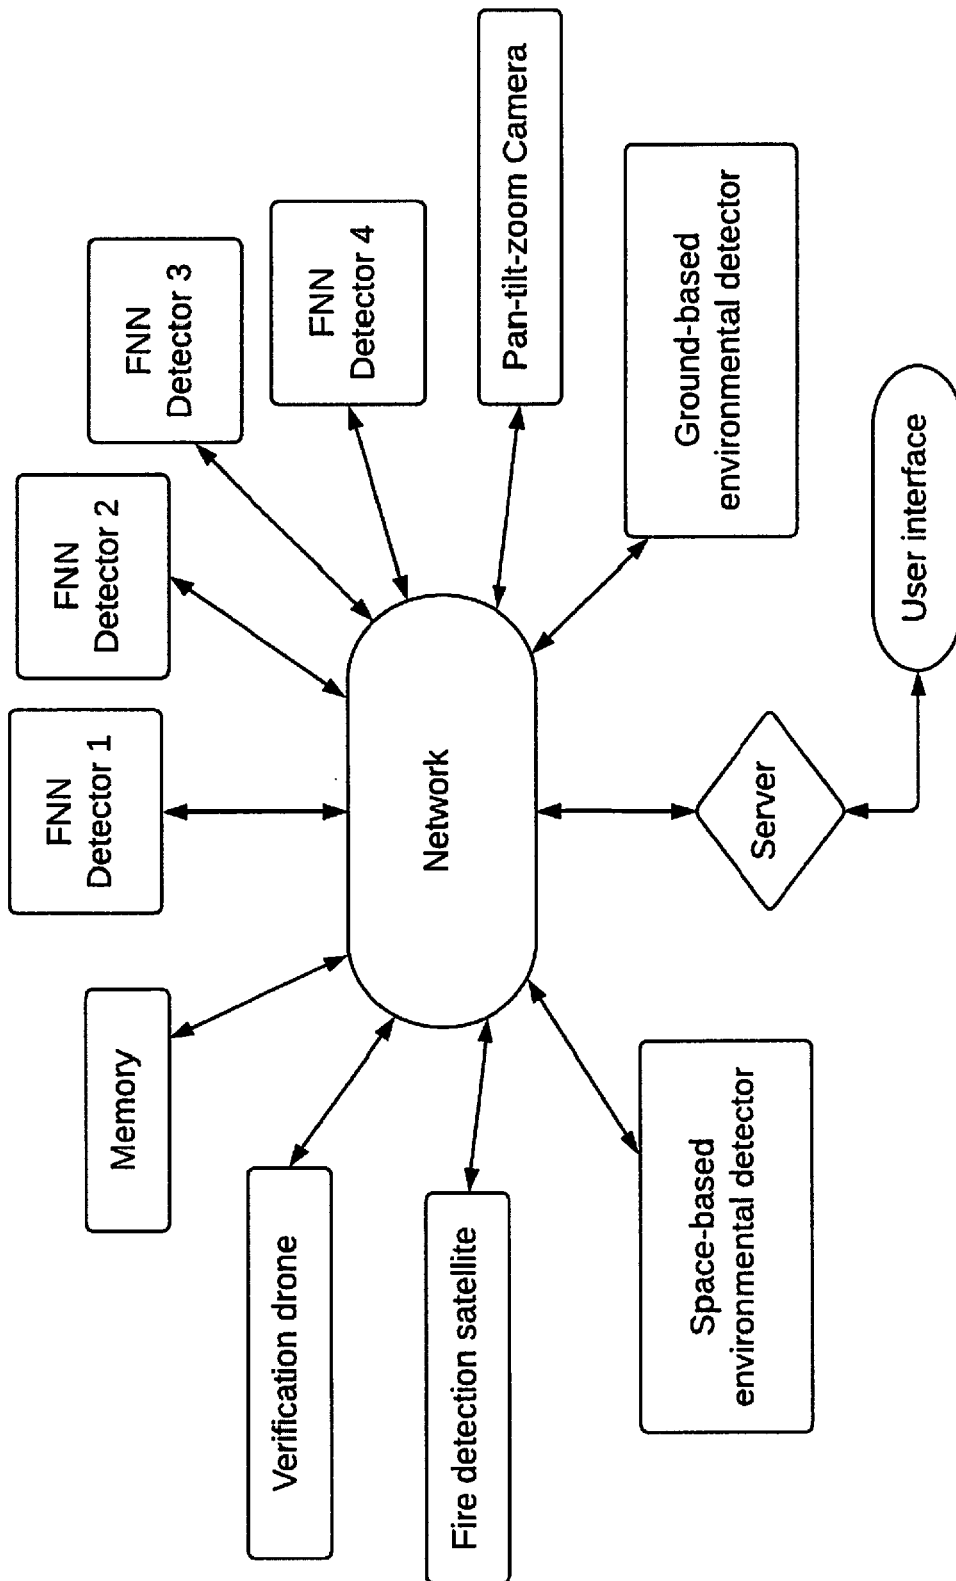 FNN
Detector 1
FNN
Detector 2
FNN
Detector 3
FNN
Detector 4
Memory
Verification drone
Fire detection satellite
Network
Pan-tilt-zoom Camera
Space-based
environmental detector
Server
Ground-based
environmental detector
User interface